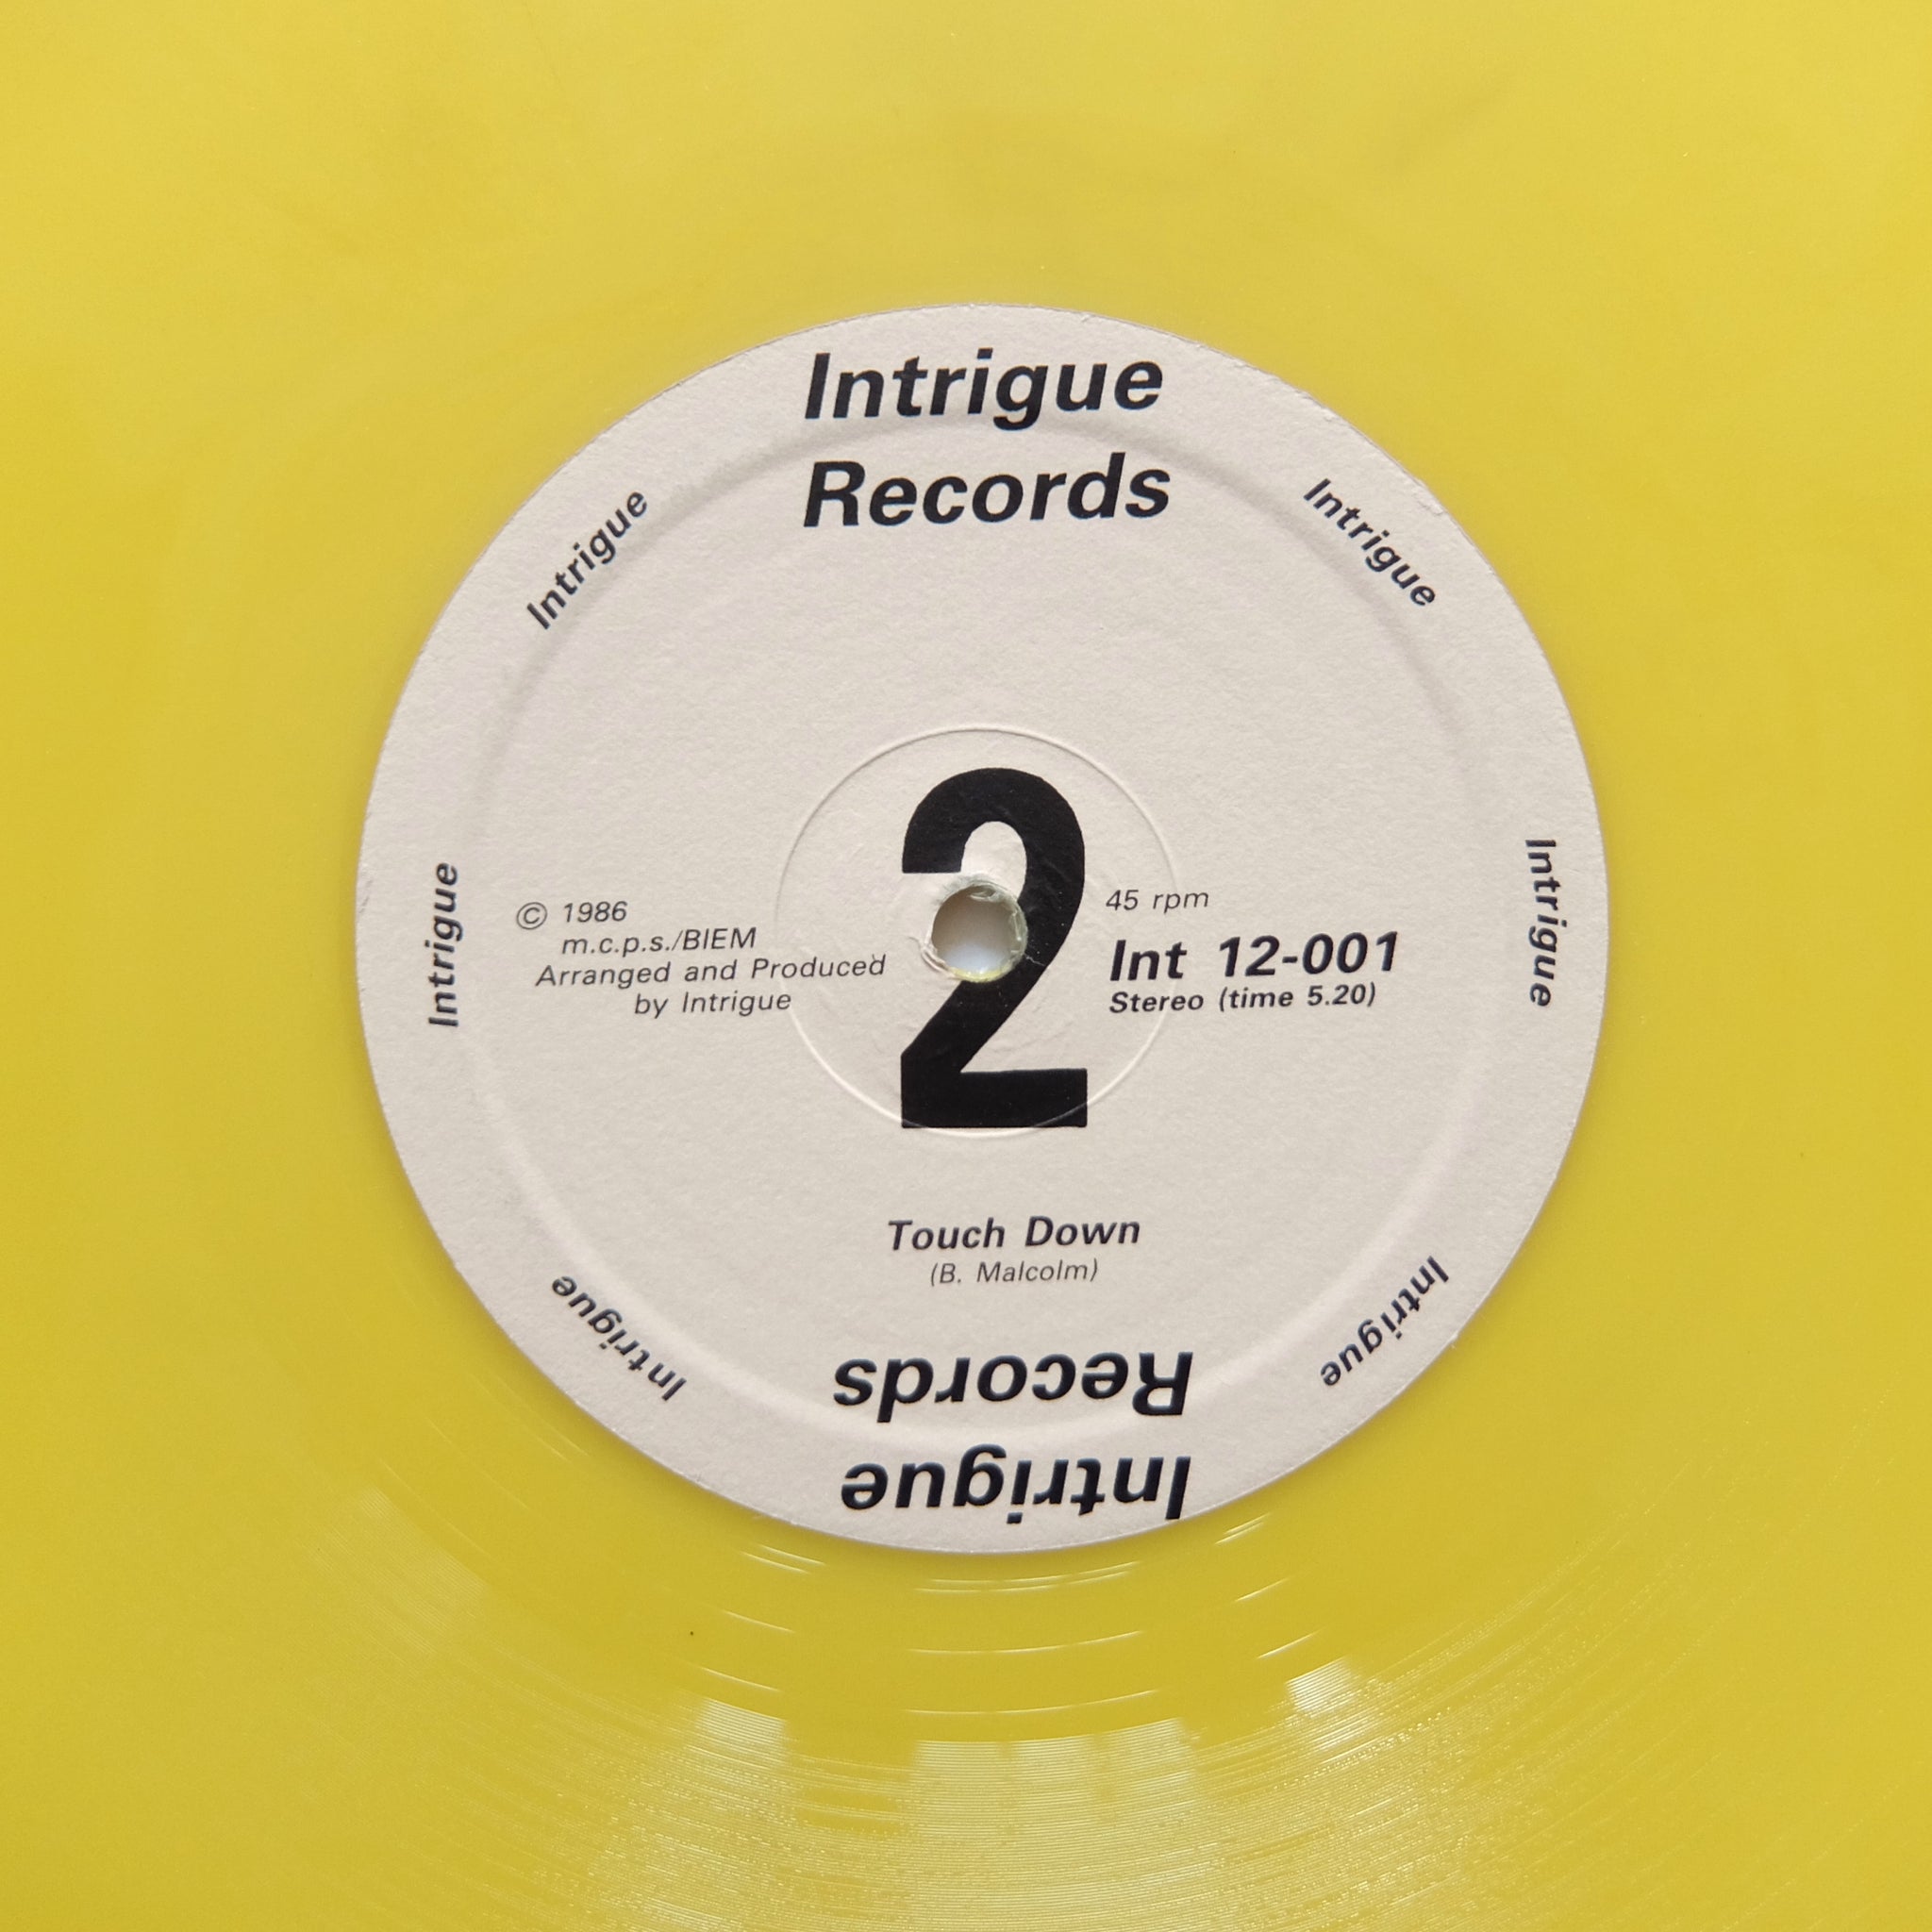 Intrigue
Records
Intrigue
Intrigue
Intrigue
Intrigue
2
© 1986
m.c.p.s./BIEM
Arranged and Produced
by Intrigue
45 rpm
Int 12-001
Stereo (time 5.20)
Touch Down
(B. Malcolm)
Intrigue
Intrigue
Intrigue
Records